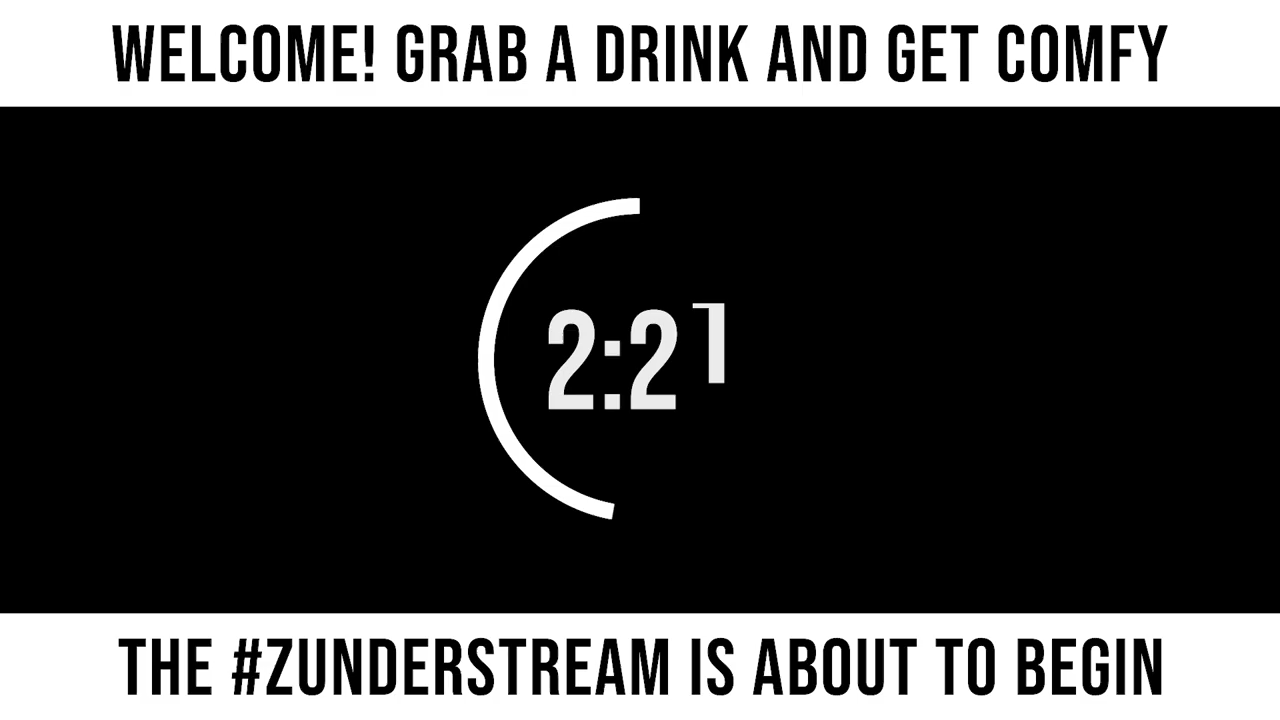 WELCOME! GRAB A DRINK AND GET COMFY
2:21
THE #ZUNDERSTREAM IS ABOUT TO BEGIN